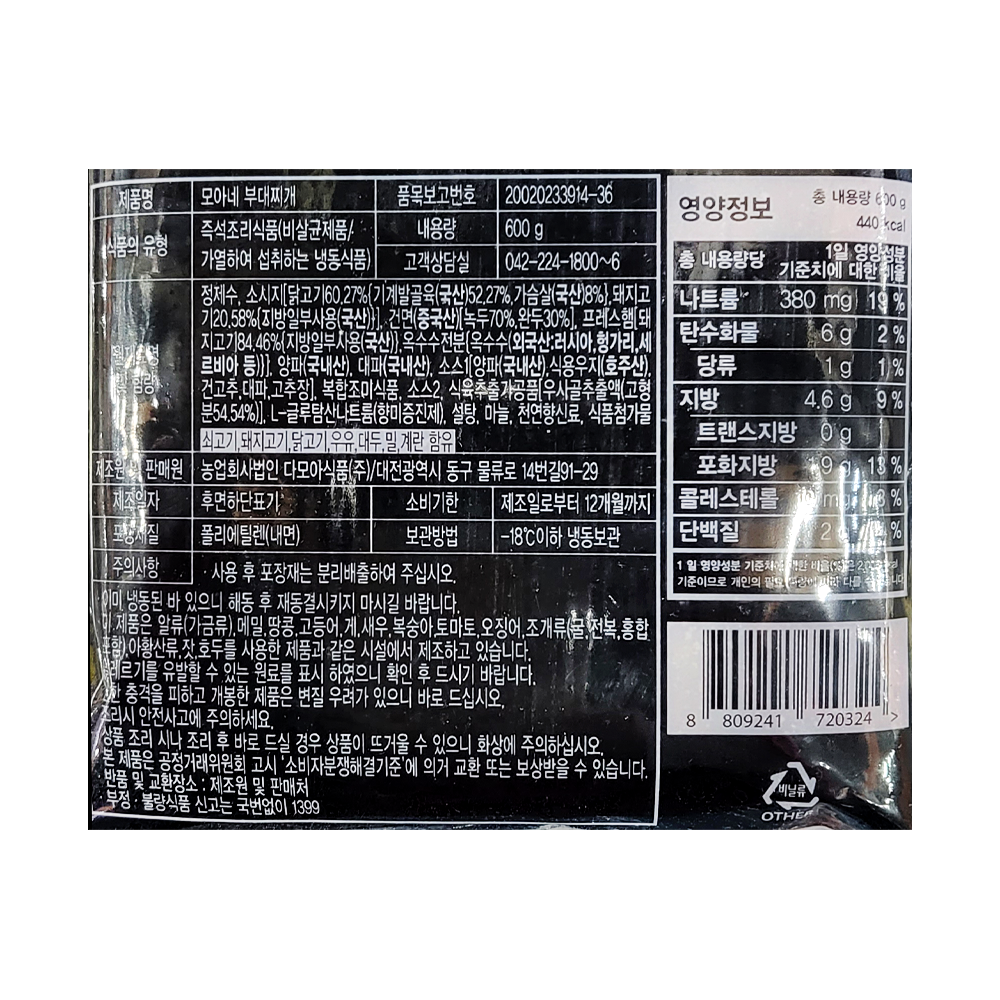 제품명 모아네 부대찌개 품목보고번호 20020233914-36
식품의 유형 즉석조리식품(비살균제품/ 내용량 600 g
가열하여 섭취하는 냉동식품) 고객상담실 042-224-1800~6
정제수, 소시지[닭고기60.27%{기계발골육(국산)52.27%,가슴살(국산)8%},돼지고
기20.58%{지방일부사용(국산)}], 건면(중국산)[녹두70%,완두30%], 프레스햄[돼
지고기84.46%{지방일부사용(국산)}, 옥수수전분{옥수수(외국산:러시아,헝가리,세
르비아 등)}], 양파(국내산), 대파(국내산), 소스1[양파(국내산),식용우지(호주산),
건고추,대파,고추장], 복합조미식품, 소스2, 식육추출가공품[우사골추출액(고형
분54.54%)], L-글루탐산나트륨(향미증진제), 설탕, 마늘, 천연향신료, 식품첨가물
쇠고기,돼지고기,닭고기,우유,대두,밀,계란 함유
제조원 및 판매원 농업회사법인 다모아식품(주)/대전광역시 동구 물류로 14번길91-29
제조일자 후면하단표기 소비기한 제조일로부터 12개월까지
포장재질 폴리에틸렌(내면) 보관방법 -18℃이하 냉동보관
주의사항 · 사용 후 포장재는 분리배출하여 주십시오.
이미 냉동된 바 있으니 해동 후 재동결시키지 마시길 바랍니다.
이 제품은 알류(가금류),메밀,땅콩,고등어,게,새우,복숭아,토마토,오징어,조개류(굴,전복,홍합
포함),아황산류,잣,호두를 사용한 제품과 같은 시설에서 제조하고 있습니다.
유발할 수 있는 원료를 표시 하였으니 확인 후 드시기 바랍니다.
충격을 피하고 개봉한 제품은 변질 우려가 있으니 바로 드십시오.
조리시 안전사고에 주의하세요.
상품 조리 시나 조리 후 바로 드실 경우 상품이 뜨거울 수 있으니 화상에 주의하십시오.
본 제품은 공정거래위원회 고시 '소비자분쟁해결기준'에 의거 교환 또는 보상받을 수 있습니다.
반품 및 교환장소 : 제조원 및 판매처
부정·불량식품 신고는 국번없이 1399
영양정보 총 내용량 600 g
440 kcal
총 내용량당 1일 영양성분
기준치에 대한 비율
나트륨 380 mg 19 %
탄수화물 6 g 2 %
당류 1 g 1 %
지방 4.6 g 9 %
트랜스지방 0 g
포화지방 9 g 13 %
콜레스테롤 mg %
단백질 2 %
1 일 영양성분 기준치에
기준이므로 개인의 필요 다를 수
8 809241 720324 >
비닐류
OTHER